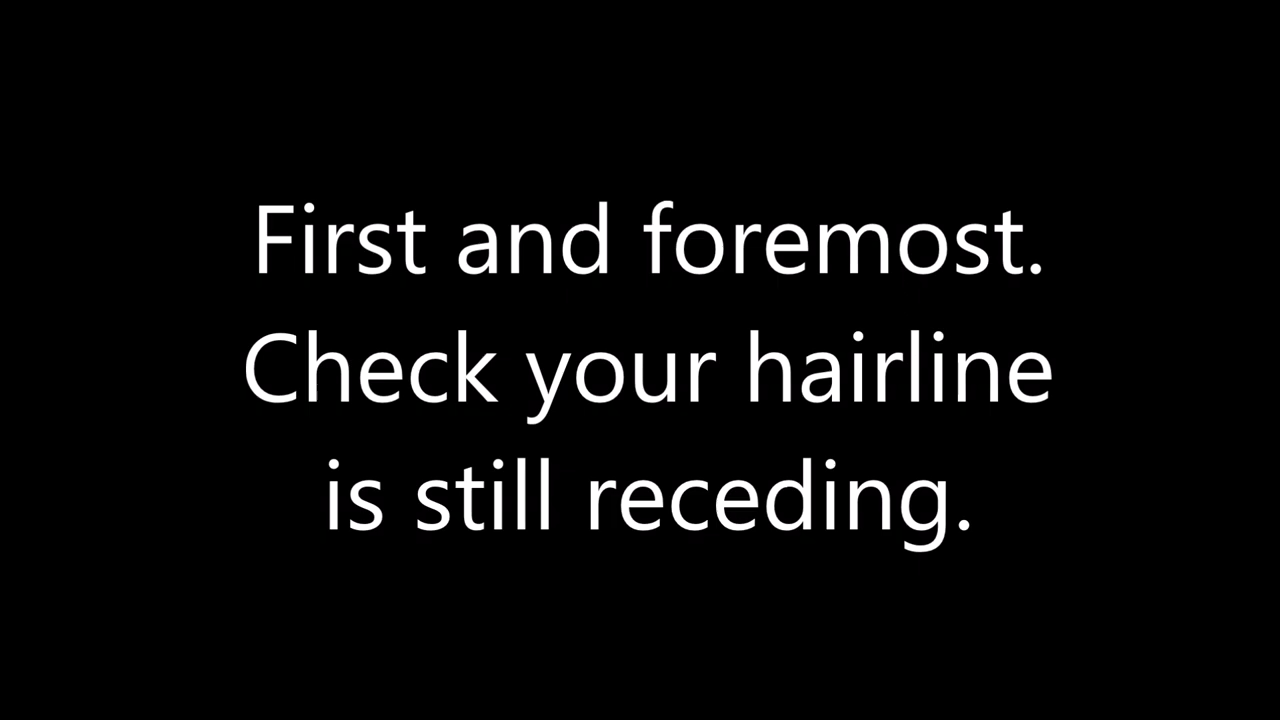 First and foremost.
Check your hairline
is still receding.